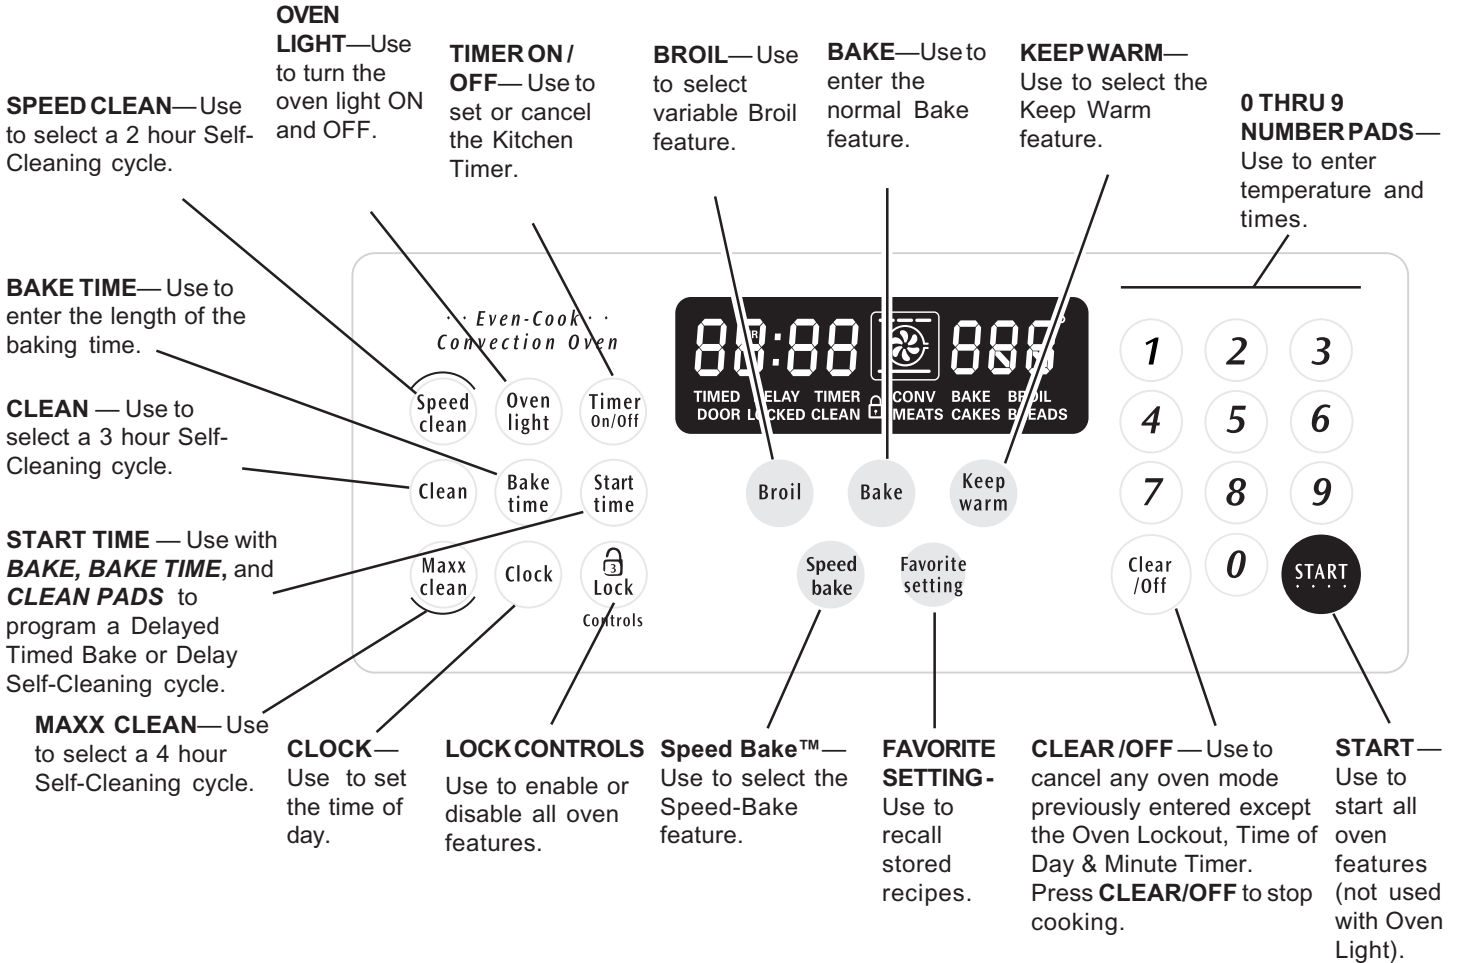 OVEN
LIGHT—Use
to turn the
oven light ON
and OFF.
TIMER ON /
OFF— Use to
set or cancel
the Kitchen
Timer.
BROIL— Use
to select
variable Broil
feature.
BAKE—Use to
enter the
normal Bake
feature.
KEEP WARM—
Use to select the
Keep Warm
feature.
0 THRU 9
NUMBER PADS—
Use to enter
temperature and
times.
SPEED CLEAN—Use
to select a 2 hour Self-
Cleaning cycle.
BAKE TIME— Use to
enter the length of the
baking time.
CLEAN — Use to
select a 3 hour Self-
Cleaning cycle.
START TIME — Use with
BAKE, BAKE TIME, and
CLEAN PADS to
program a Delayed
Timed Bake or Delay
Self-Cleaning cycle.
MAXX CLEAN— Use
to select a 4 hour
Self-Cleaning cycle.
· · Even-Cook · ·
Convection Oven
Speed
clean
Oven
light
Timer
On/Off
Clean
Bake
time
Start
time
Maxx
clean
Clock
3
Lock
Controls
88:88 888°
TIMED DELAY TIMER CONV BAKE BROIL
DOOR LOCKED CLEAN MEATS CAKES BREADS
Broil
Bake
Keep
warm
Speed
bake
Favorite
setting
1 2 3
4 5 6
7 8 9
Clear
/Off
0
START
CLOCK—
Use to set
the time of
day.
LOCK CONTROLS
Use to enable or
disable all oven
features.
Speed Bake™—
Use to select the
Speed-Bake
feature.
FAVORITE
SETTING-
Use to
recall
stored
recipes.
CLEAR /OFF — Use to
cancel any oven mode
previously entered except
the Oven Lockout, Time of
Day & Minute Timer.
Press CLEAR/OFF to stop
cooking.
START—
Use to
start all
oven
features
(not used
with Oven
Light).